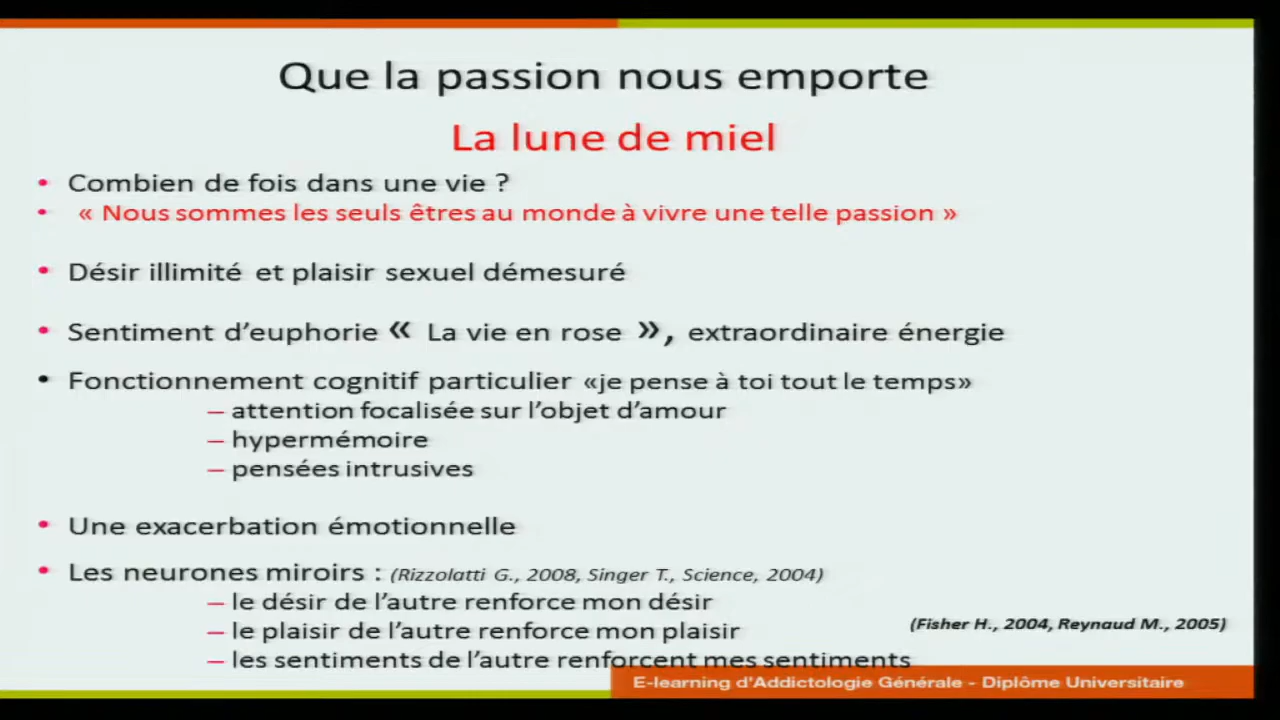 Que la passion nous emporte
La lune de miel
• Combien de fois dans une vie ?
• « Nous sommes les seuls êtres au monde à vivre une telle passion »
• Désir illimité et plaisir sexuel démesuré
• Sentiment d’euphorie « La vie en rose », extraordinaire énergie
• Fonctionnement cognitif particulier «je pense à toi tout le temps»
– attention focalisée sur l’objet d’amour
– hypermémoire
– pensées intrusives
• Une exacerbation émotionnelle
• Les neurones miroirs : (Rizzolatti G., 2008, Singer T., Science, 2004)
– le désir de l’autre renforce mon désir
– le plaisir de l’autre renforce mon plaisir
(Fisher H., 2004, Reynaud M., 2005)
– les sentiments de l’autre renforcent mes sentiments
E-learning d'Addictologie Générale - Diplôme Universitaire